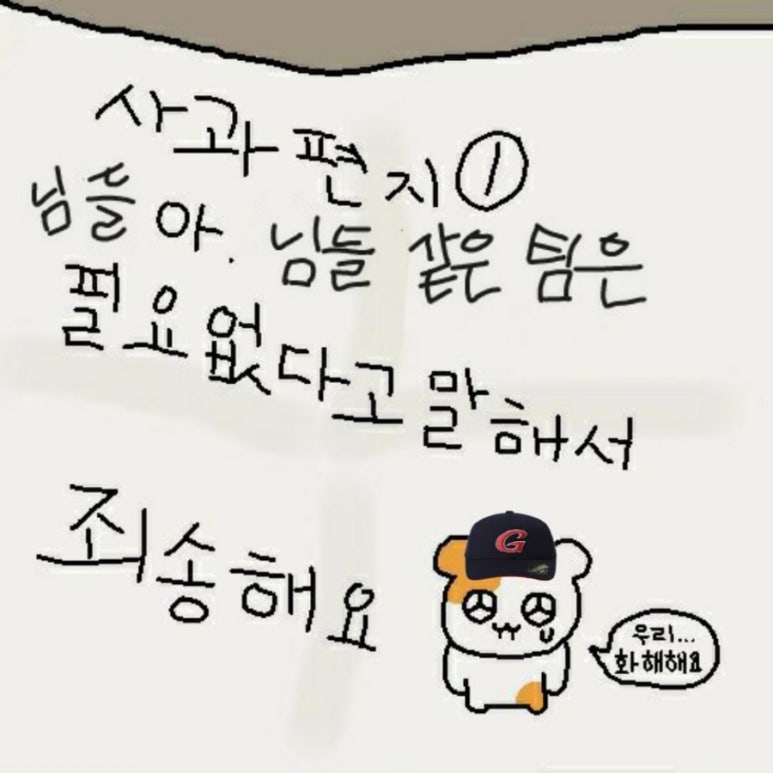 사과편지①
님들아. 님들 같은 팀은
필요없다고 말해서
죄송해요
G
우리...
화해해요